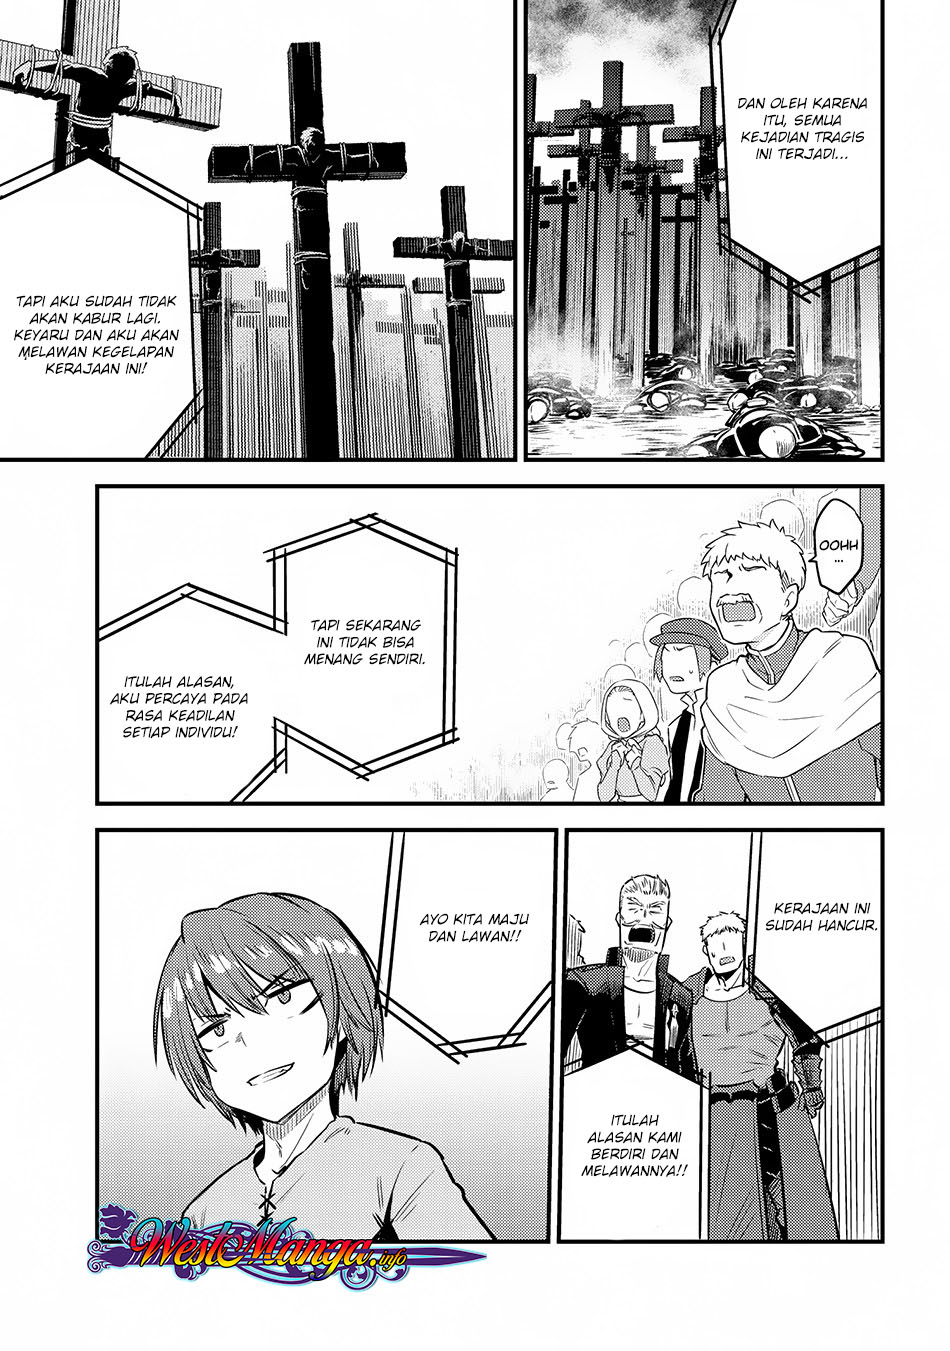 DAN OLEH KARENA
ITU, SEMUA
KEJADIAN TRAGIS
INI TERJADI...
TAPI AKU SUDAH TIDAK
AKAN KABUR LAGI.
KEYARU DAN AKU AKAN
MELAWAN KEGELAPAN
KERAJAAN INI!
OOHH
...
TAPI SEKARANG
INI TIDAK BISA
MENANG SENDIRI.
ITULAH ALASAN,
AKU PERCAYA PADA
RASA KEADILAN
SETIAP INDIVIDU!
KERAJAAN INI
SUDAH HANCUR.
ITULAH
ALASAN KAMI
BERDIRI DAN
MELAWANNYA!!
AYO KITA MAJU
DAN LAWAN!!
WestManga.info